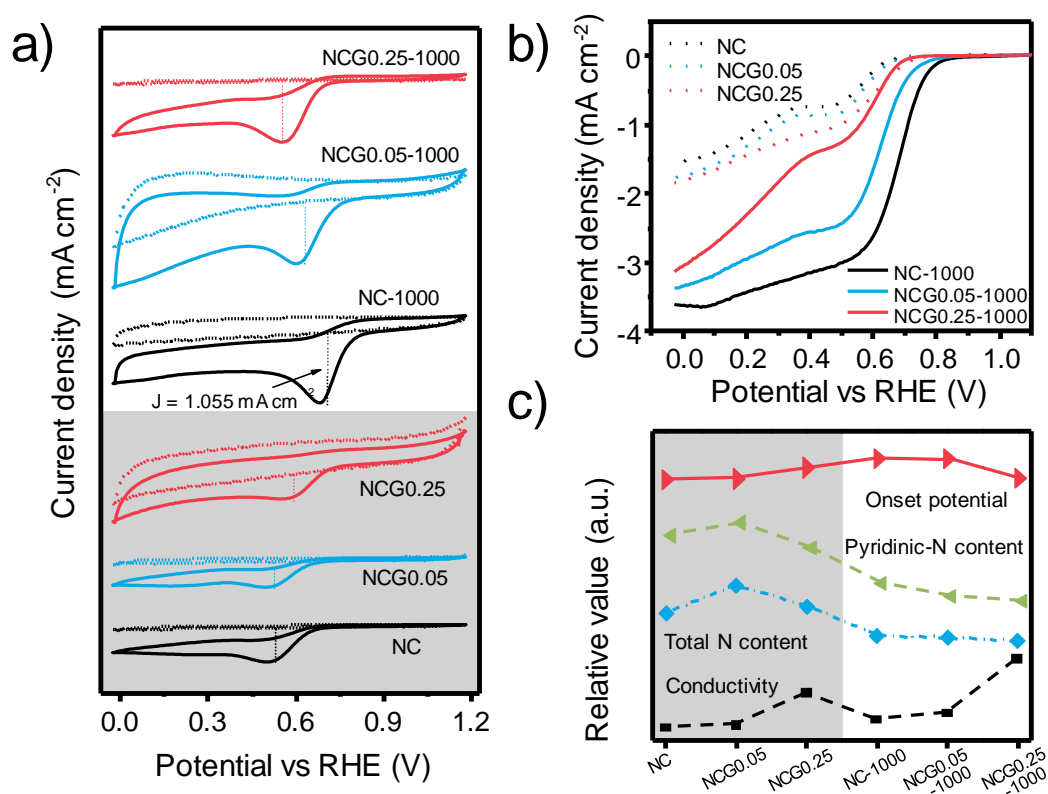 a)
NCG0.25-1000
NCG0.05-1000
NC-1000
J = 1.055 mA cm⁻²
NCG0.25
NCG0.05
NC
0.0 0.3 0.6 0.9 1.2
Potential vs RHE (V)
Current density (mA cm⁻²)
b)
NC
NCG0.05
NCG0.25
NC-1000
NCG0.05-1000
NCG0.25-1000
0
-1
-2
-3
-4
0.0 0.2 0.4 0.6 0.8 1.0
Potential vs RHE (V)
Current density (mA cm⁻²)
c)
Onset potential
Pyridinic-N content
Total N content
Conductivity
Relative value (a.u.)
NC
NCG0.05
NCG0.25
NC-1000
NCG0.05
-1000
NCG0.25
-1000